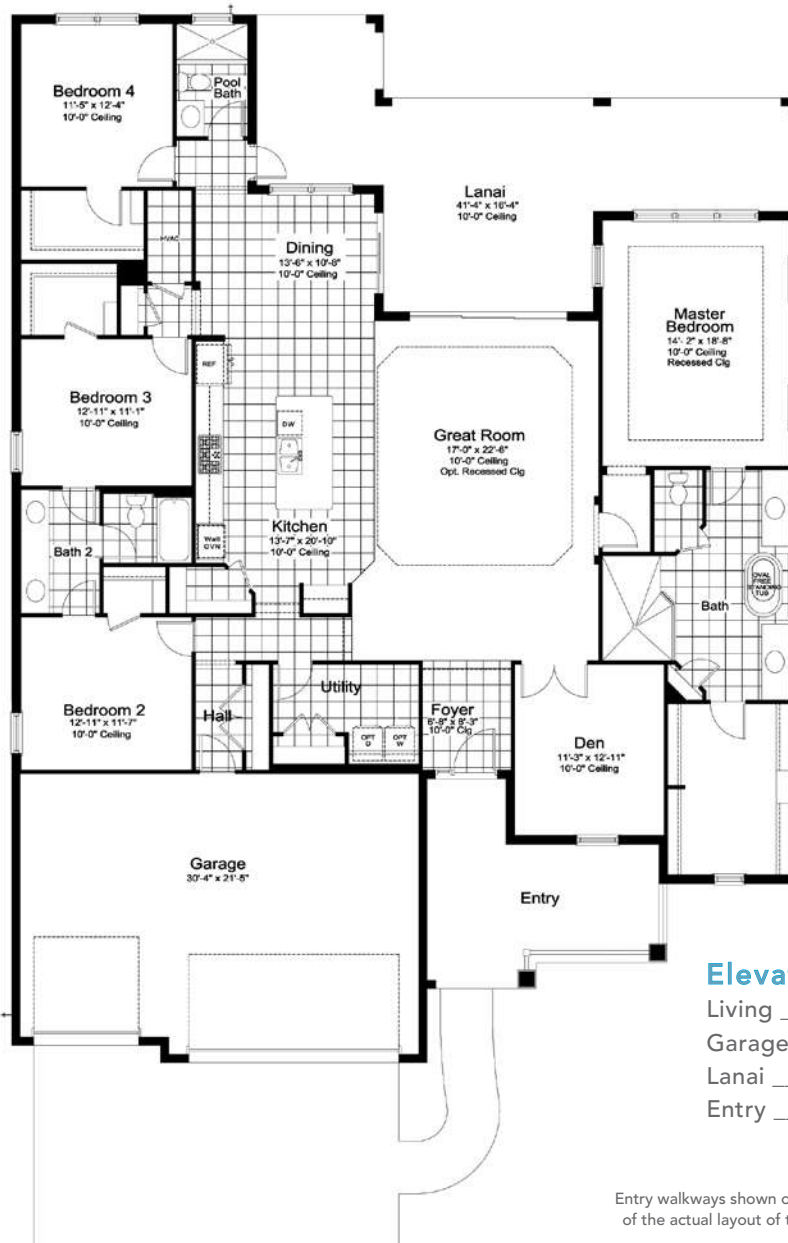 Bedroom 4
11'-5" x 12'-4"
10'-0" Ceiling
Pool
Bath
Lanai
41'-4" x 16'-4"
10'-0" Ceiling
HVAC
Dining
13'-6" x 10'-8"
10'-0" Ceiling
Master
Bedroom
14'- 2" x 18'-8"
10'-0" Ceiling
Recessed Clg
REF
Bedroom 3
12'-11" x 11'-1"
10'-0" Ceiling
DW
Great Room
17'-0" x 22'-6"
10'-0" Ceiling
Opt. Recessed Clg
Kitchen
13'-7" x 20'-10"
10'-0" Ceiling
Wall
OVN
Bath 2
OVAL
FREE
STANDING
TUB
Bath
Bedroom 2
12'-11" x 11'-7"
10'-0" Ceiling
Hall
Utility
OPT
D
OPT
W
Foyer
6'-8" x 8'-3"
10'-0" Clg
Den
11'-3" x 12'-11"
10'-0" Ceiling
Garage
30'-4" x 21'-8"
Entry
Eleva
Living _
Garage
Lanai _
Entry _
Entry walkways shown o
of the actual layout of t